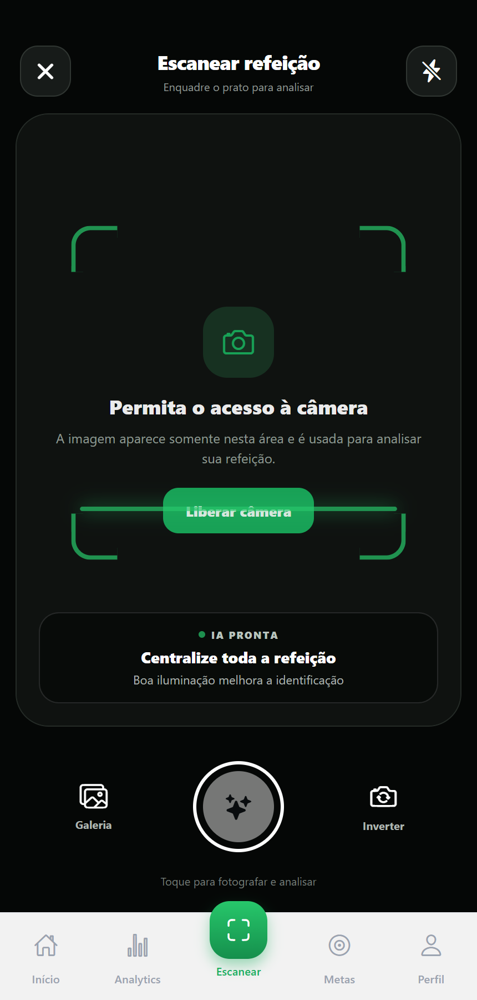 Escanear refeição
Enquadre o prato para analisar
Permita o acesso à câmera
A imagem aparece somente nesta área e é usada para analisar
sua refeição.
Liberar câmera
IA PRONTA
Centralize toda a refeição
Boa iluminação melhora a identificação
Galeria
Inverter
Toque para fotografar e analisar
Início
Analytics
Escanear
Metas
Perfil